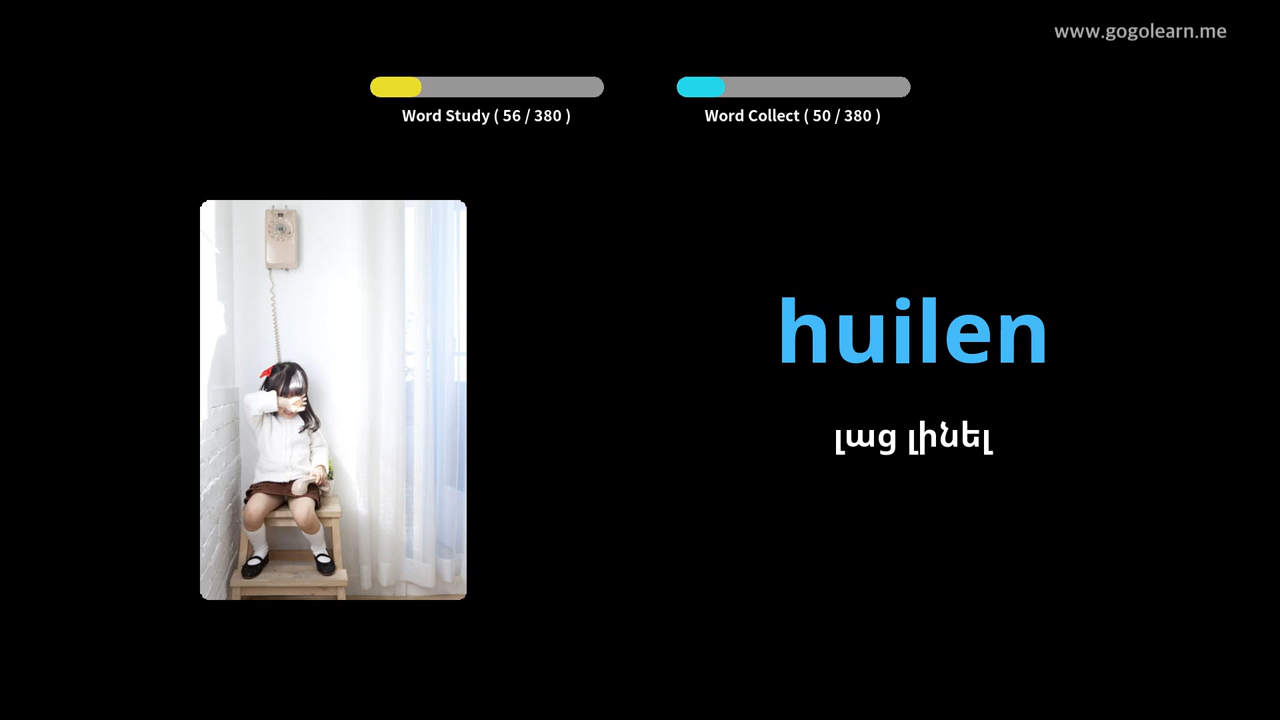 www.gogolearn.me
Word Study ( 56 / 380 )
Word Collect ( 50 / 380 )
huilen
լաց լինել